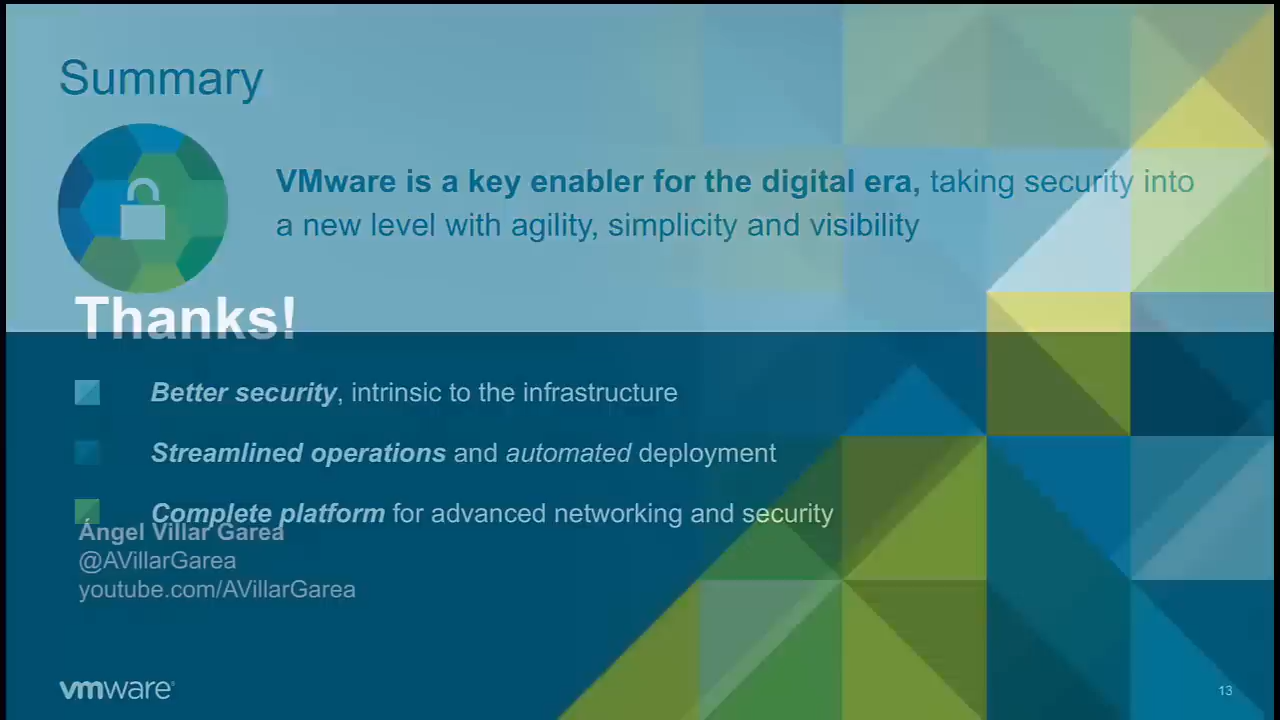 Summary
VMware is a key enabler for the digital era, taking security into
a new level with agility, simplicity and visibility
Thanks!
Better security, intrinsic to the infrastructure
Streamlined operations and automated deployment
Complete platform for advanced networking and security
Ángel Villar Garea
@AVillarGarea
youtube.com/AVillarGarea
vmware®
13